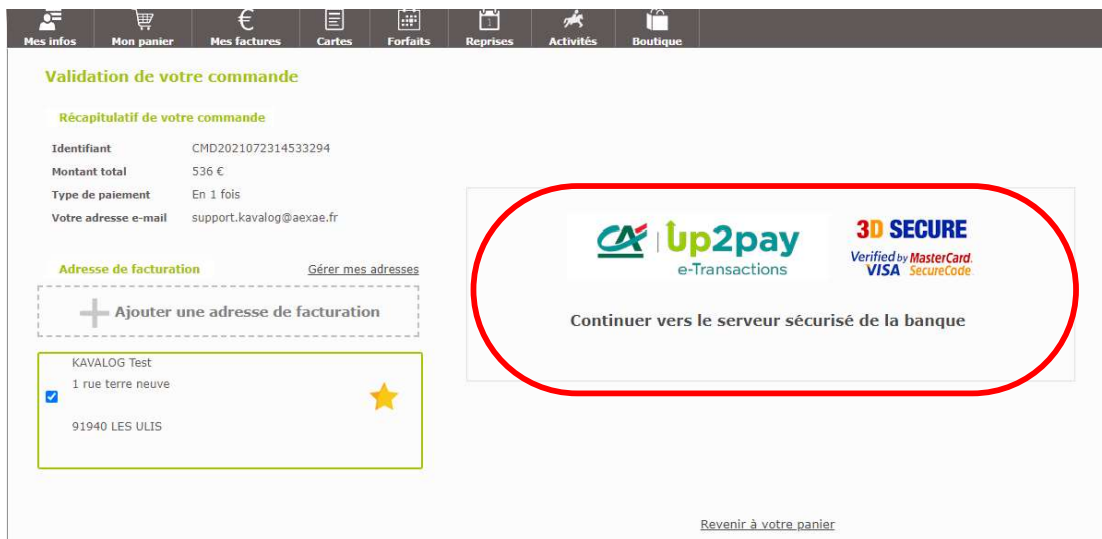 Mes infos Mon panier Mes factures Cartes Forfaits Reprises Activités Boutique
Validation de votre commande
Récapitulatif de votre commande
Identifiant CMD2021072314533294
Montant total 536 €
Type de paiement En 1 fois
Votre adresse e-mail support.kavalog@aexae.fr
Adresse de facturation Gérer mes adresses
Ajouter une adresse de facturation
KAVALOG Test
1 rue terre neuve
91940 LES ULIS
CA up2pay
e-Transactions
3D SECURE
Verified by MasterCard.
VISA SecureCode
Continuer vers le serveur sécurisé de la banque
Revenir à votre panier